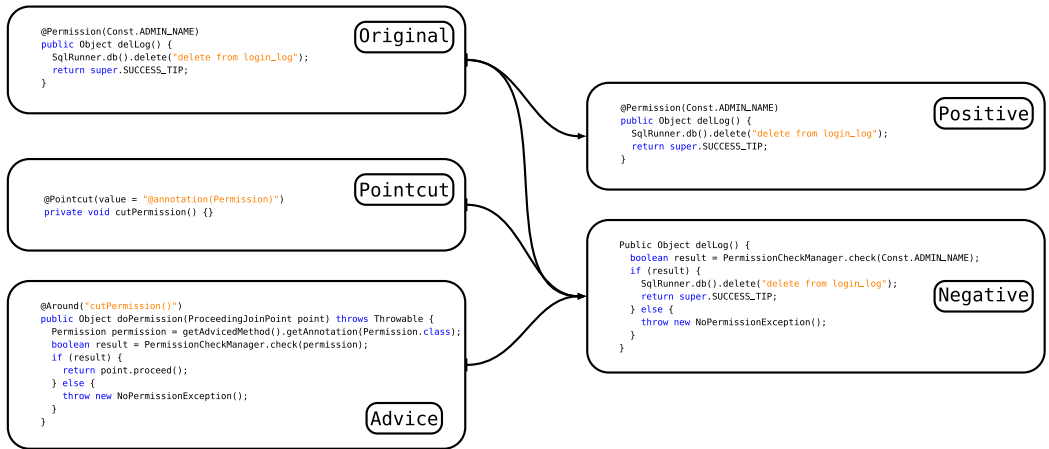 Original
@Permission(Const.ADMIN_NAME)
public Object delLog() {
  SqlRunner.db().delete("delete from login_log");
  return super.SUCCESS_TIP;
}
Pointcut
@Pointcut(value = "@annotation(Permission)")
private void cutPermission() {}
@Around("cutPermission()")
public Object doPermission(ProceedingJoinPoint point) throws Throwable {
  Permission permission = getAdvicedMethod().getAnnotation(Permission.class);
  boolean result = PermissionCheckManager.check(permission);
  if (result) {
    return point.proceed();
  } else {
    throw new NoPermissionException();
  }
}
Advice
Positive
@Permission(Const.ADMIN_NAME)
public Object delLog() {
  SqlRunner.db().delete("delete from login_log");
  return super.SUCCESS_TIP;
}
Public Object delLog() {
  boolean result = PermissionCheckManager.check(Const.ADMIN_NAME);
  if (result) {
    SqlRunner.db().delete("delete from login_log");
    return super.SUCCESS_TIP;
  } else {
    throw new NoPermissionException();
  }
}
Negative